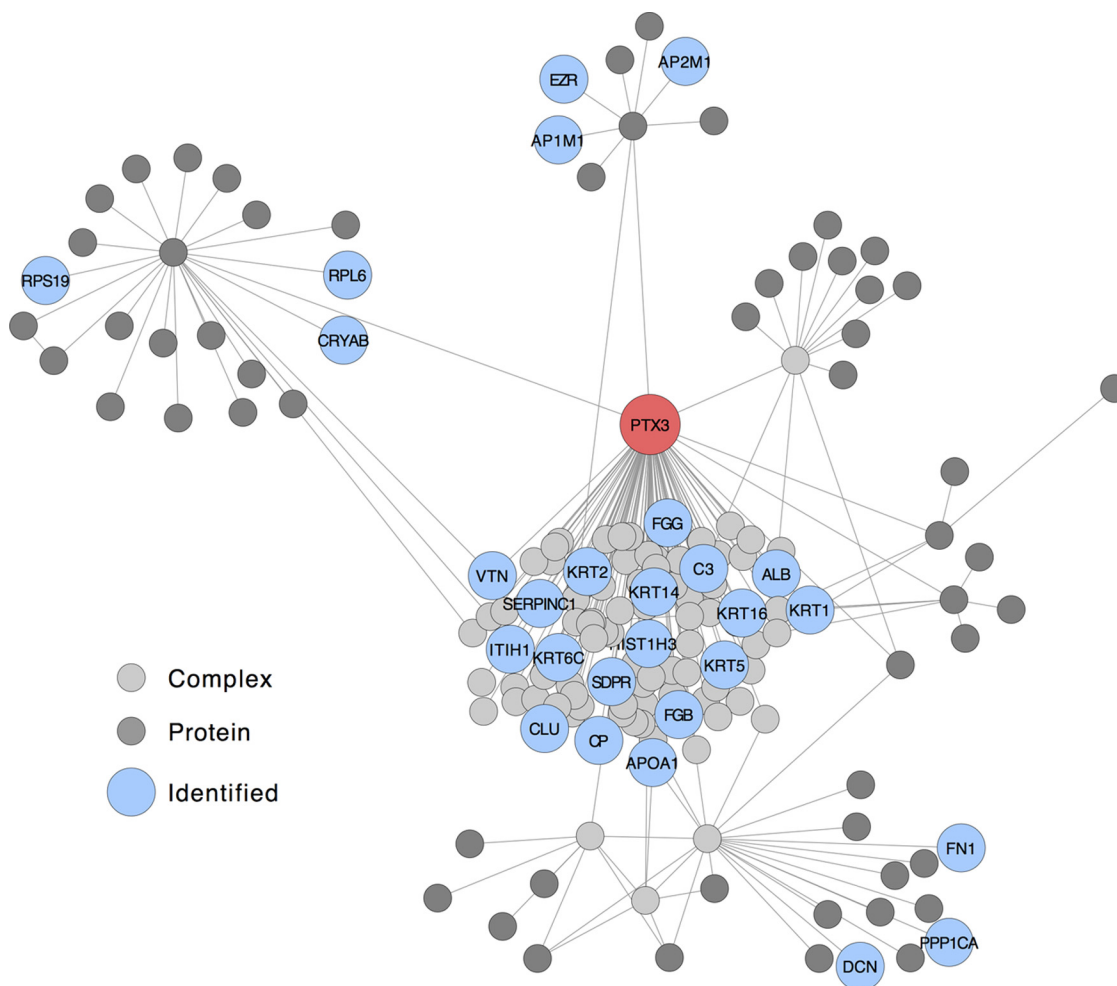 EZR
AP2M1
AP1M1
RPS19
RPL6
CRYAB
PTX3
FGG
VTN
KRT2
C3
ALB
SERPINC1
KRT14
KRT16
KRT1
ITIH1
KRT6C
HIST1H3
KRT5
SDPR
CLU
CP
FGB
APOA1
Complex
Protein
Identified
FN1
PPP1CA
DCN